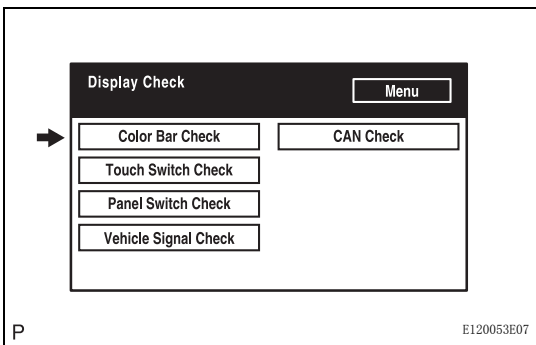 Display Check
Menu
Color Bar Check
CAN Check
Touch Switch Check
Panel Switch Check
Vehicle Signal Check
P
E120053E07